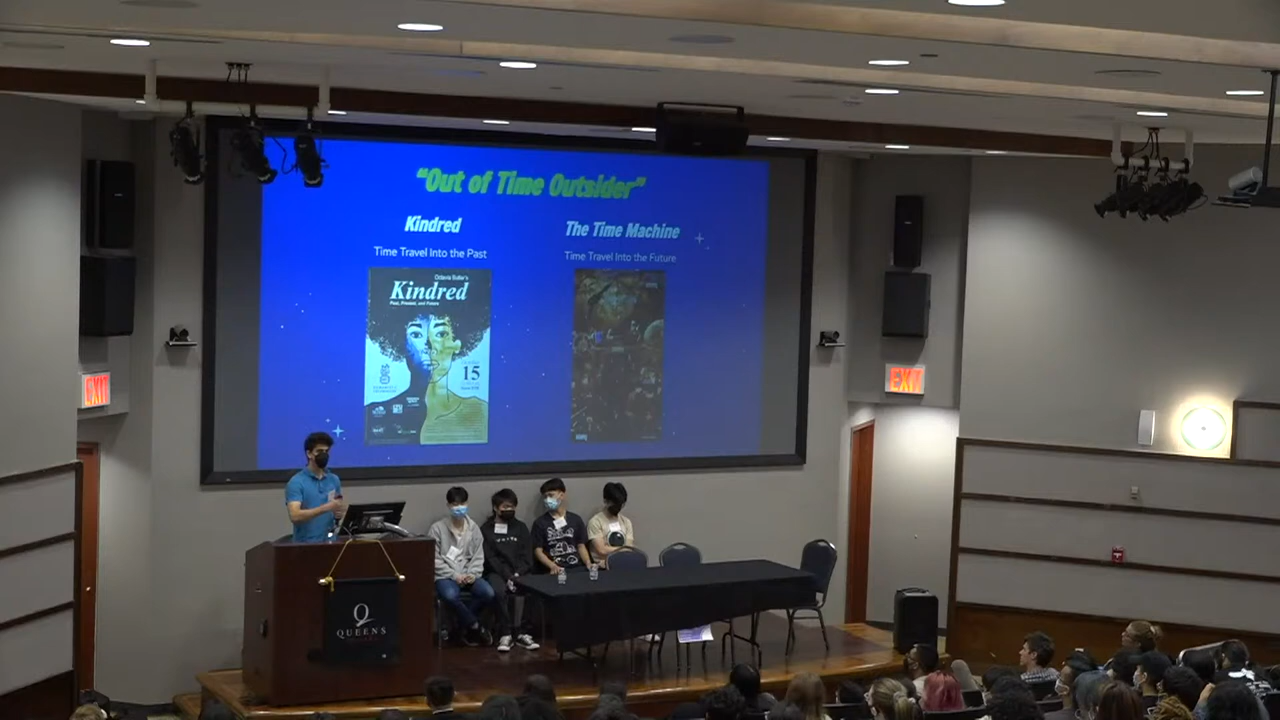 "Out of Time Outsider"
Kindred
The Time Machine
Time Travel Into the Past
Time Travel Into the Future
Octavia Butler's
Kindred
Past, Present, and Future
15
EXIT
EXIT
Q
QUEENS